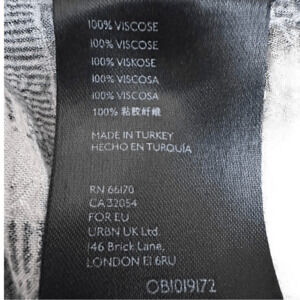 100% VISCOSE
100% VISCOSE
100% VISKOSE
100% VISCOSA
100% VISCOSA
100% 粘胶纤维
MADE IN TURKEY
HECHO EN TURQUÍA
RN 66170
CA 32054
FOR EU
URBN UK Ltd.
146 Brick Lane,
LONDON E1 6RU
OB1019172